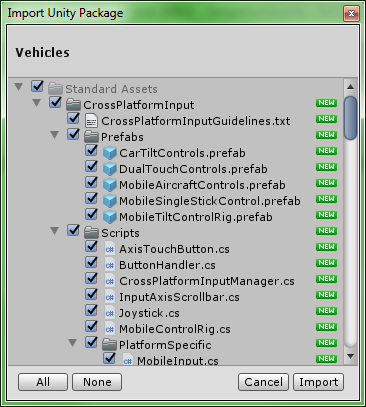 Import Unity Package
Vehicles
Standard Assets
CrossPlatformInput NEW
CrossPlatformInputGuidelines.txt NEW
Prefabs NEW
CarTiltControls.prefab NEW
DualTouchControls.prefab NEW
MobileAircraftControls.prefab NEW
MobileSingleStickControl.prefab NEW
MobileTiltControlRig.prefab NEW
Scripts NEW
C# AxisTouchButton.cs NEW
C# ButtonHandler.cs NEW
C# CrossPlatformInputManager.cs NEW
C# InputAxisScrollbar.cs NEW
C# Joystick.cs NEW
C# MobileControlRig.cs NEW
PlatformSpecific NEW
C# MobileInput.cs NEW
All None Cancel Import